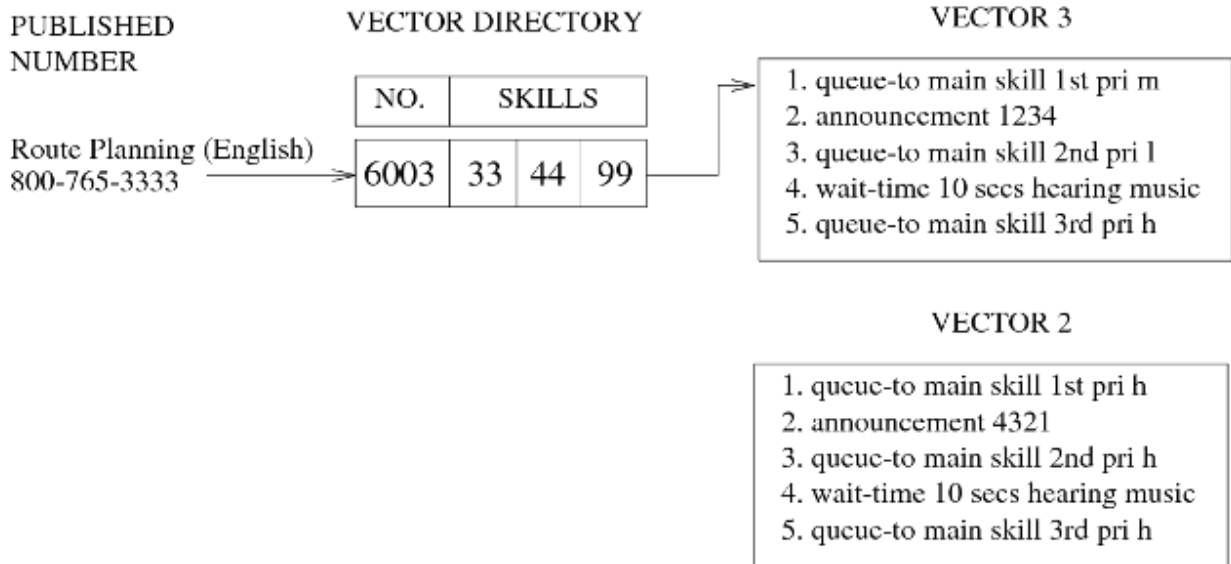 PUBLISHED
NUMBER
VECTOR DIRECTORY
NO. SKILLS
Route Planning (English)
800-765-3333
6003 33 44 99
VECTOR 3
1. queue-to main skill 1st pri m
2. announcement 1234
3. queue-to main skill 2nd pri l
4. wait-time 10 secs hearing music
5. queue-to main skill 3rd pri h
VECTOR 2
1. queue-to main skill 1st pri h
2. announcement 4321
3. queue-to main skill 2nd pri h
4. wait-time 10 secs hearing music
5. queue-to main skill 3rd pri h